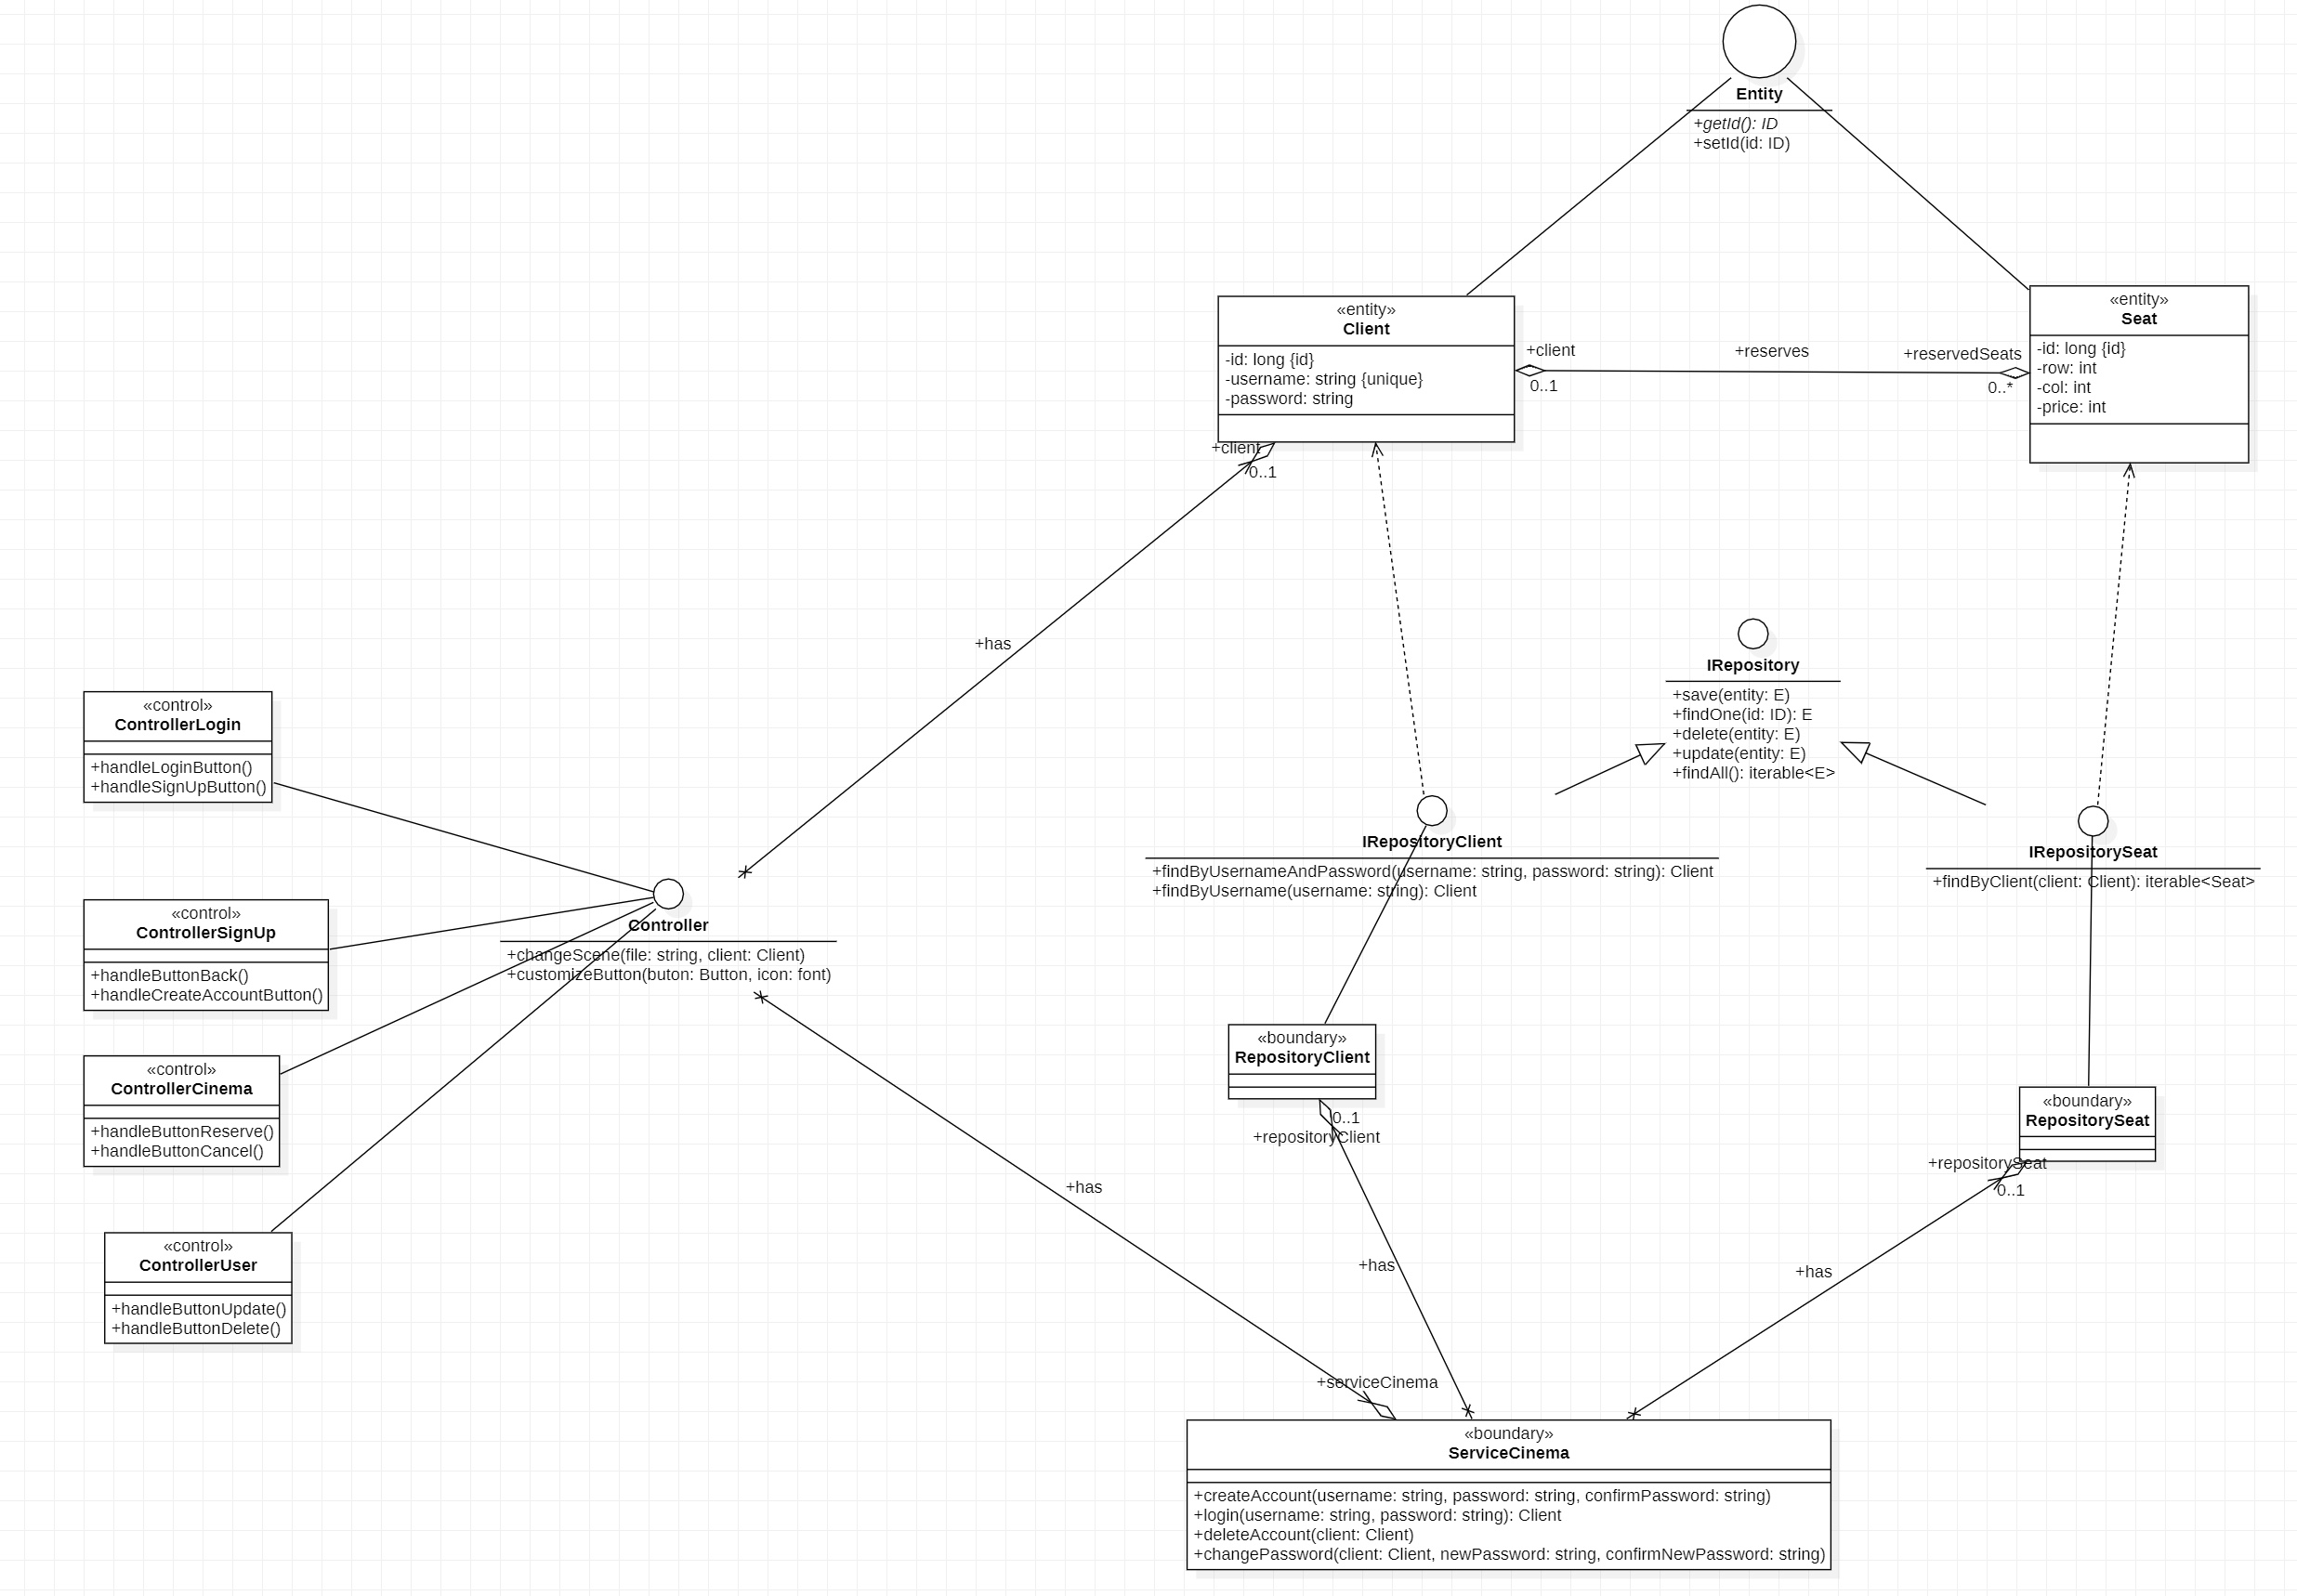 Entity
+getId(): ID
+setId(id: ID)
«entity»
Client
-id: long {id}
-username: string {unique}
-password: string
+client
0..1
+reserves
+reservedSeats
0..*
«entity»
Seat
-id: long {id}
-row: int
-col: int
-price: int
+client
0..1
+has
IRepository
+save(entity: E)
+findOne(id: ID): E
+delete(entity: E)
+update(entity: E)
+findAll(): iterable<E>
«control»
ControllerLogin
+handleLoginButton()
+handleSignUpButton()
IRepositoryClient
+findByUsernameAndPassword(username: string, password: string): Client
+findByUsername(username: string): Client
IRepositorySeat
+findByClient(client: Client): iterable<Seat>
«control»
ControllerSignUp
+handleButtonBack()
+handleCreateAccountButton()
Controller
+changeScene(file: string, client: Client)
+customizeButton(buton: Button, icon: font)
«control»
ControllerCinema
+handleButtonReserve()
+handleButtonCancel()
«boundary»
RepositoryClient
0..1
+repositoryClient
«boundary»
RepositorySeat
+repositorySeat
0..1
+has
«control»
ControllerUser
+handleButtonUpdate()
+handleButtonDelete()
+has
+has
+serviceCinema
«boundary»
ServiceCinema
+createAccount(username: string, password: string, confirmPassword: string)
+login(username: string, password: string): Client
+deleteAccount(client: Client)
+changePassword(client: Client, newPassword: string, confirmNewPassword: string)